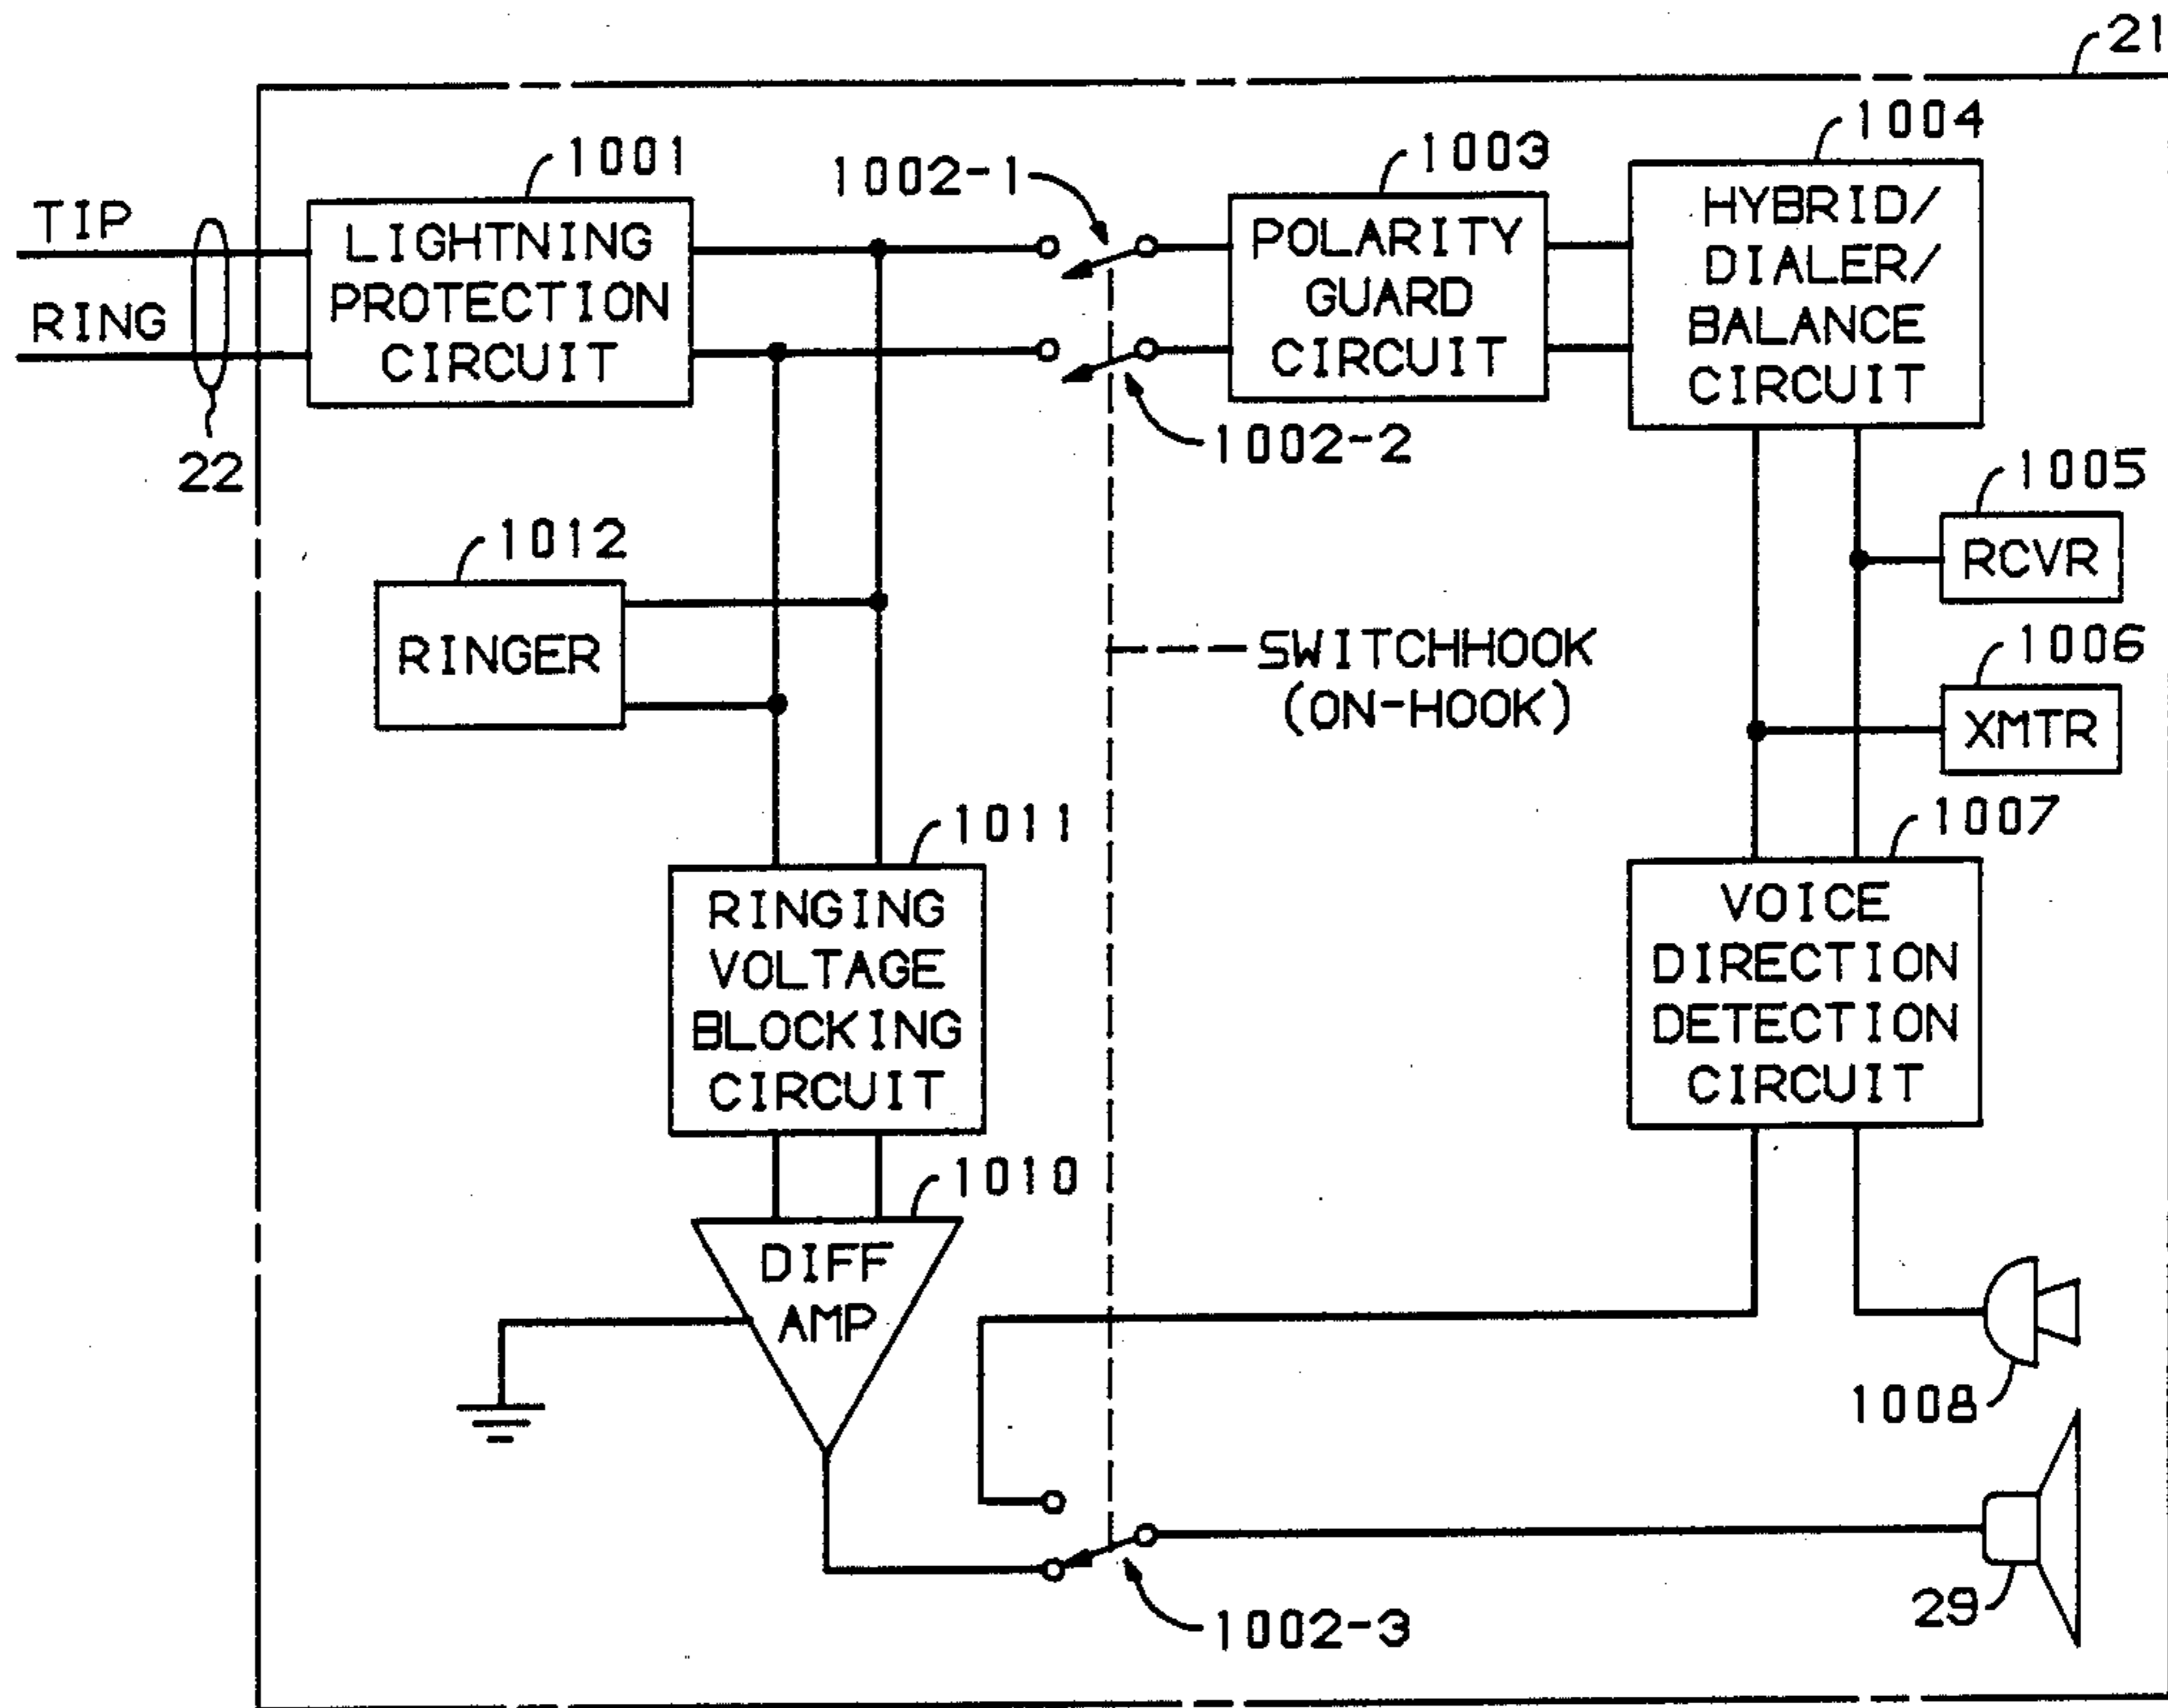 21
1001
1002-1
1003
1004
TIP
RING
22
LIGHTNING
PROTECTION
CIRCUIT
POLARITY
GUARD
CIRCUIT
HYBRID/
DIALER/
BALANCE
CIRCUIT
1002-2
1005
RCVR
1012
RINGER
SWITCHHOOK
(ON-HOOK)
1006
XMTR
1011
RINGING
VOLTAGE
BLOCKING
CIRCUIT
1007
VOICE
DIRECTION
DETECTION
CIRCUIT
1010
DIFF
AMP
1008
29
1002-3